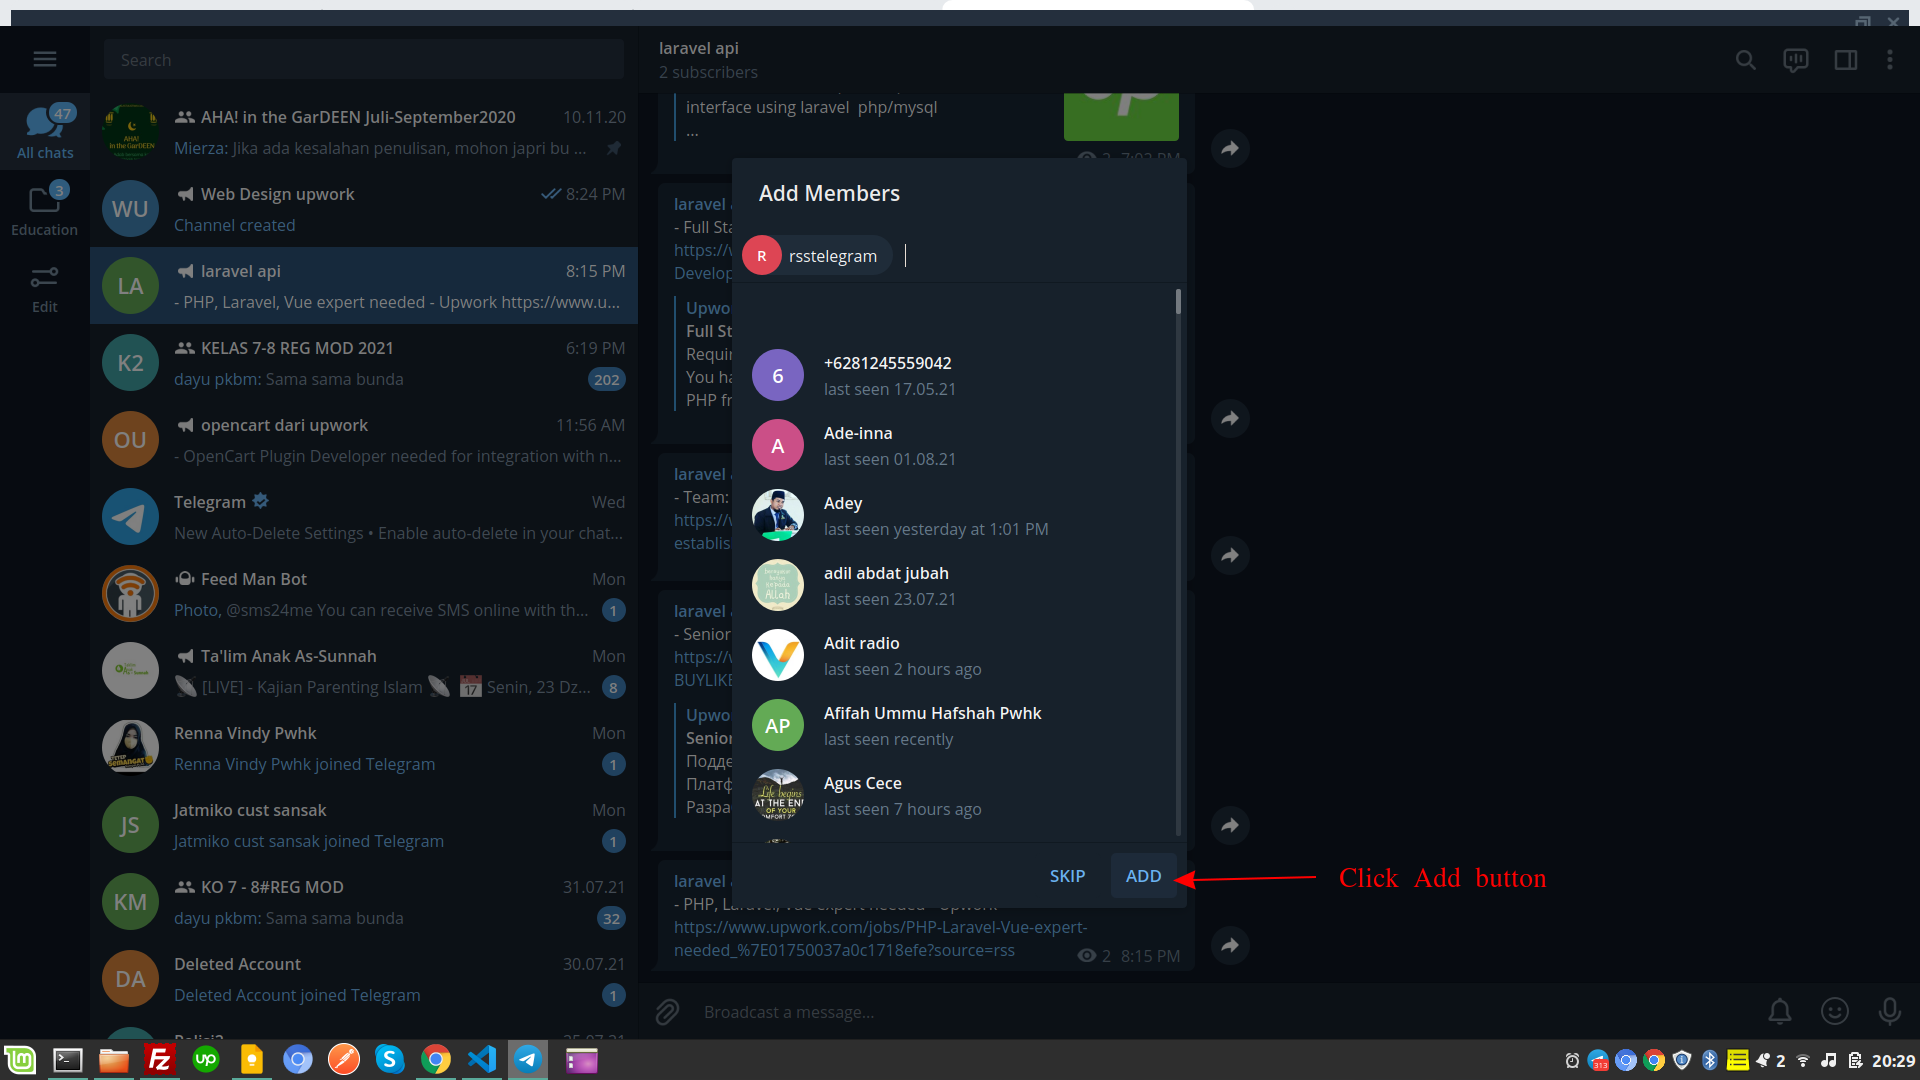 Search
47
All chats
3
Education
Edit
AHA! in the GarDEEN Juli-September2020 10.11.20
Mierza: Jika ada kesalahan penulisan, mohon japri bu ...
WU
Web Design upwork 8:24 PM
Channel created
LA
laravel api 8:15 PM
- PHP, Laravel, Vue expert needed - Upwork https://www.u...
K2
KELAS 7-8 REG MOD 2021 6:19 PM
dayu pkbm: Sama sama bunda 202
OU
opencart dari upwork 11:56 AM
- OpenCart Plugin Developer needed for integration with n...
Telegram Wed
New Auto-Delete Settings • Enable auto-delete in your chat...
Feed Man Bot Mon
Photo, @sms24me You can receive SMS online with th... 1
Ta'lim Anak As-Sunnah Mon
[LIVE] - Kajian Parenting Islam 17 Senin, 23 Dz... 8
Renna Vindy Pwhk Mon
Renna Vindy Pwhk joined Telegram 1
JS
Jatmiko cust sansak Mon
Jatmiko cust sansak joined Telegram 1
KM
KO 7 - 8#REG MOD 31.07.21
dayu pkbm: Sama sama bunda 32
DA
Deleted Account 30.07.21
Deleted Account joined Telegram 1
laravel api
2 subscribers
interface using laravel php/mysql
...
2 7:03 PM
laravel
- Full Sta
https://w
Develop
Upwo
Full St
Requir
You ha
PHP fr
laravel
- Team:
https://w
establis
laravel
- Senior
https://w
BUYLIKE
Upwo
Senior
Подде
Платф
Разра
laravel
- PHP, Laravel, Vue expert needed - Upwork
https://www.upwork.com/jobs/PHP-Laravel-Vue-expert-
needed_%7E01750037a0c1718efe?source=rss
2 8:15 PM
Add Members
R rsstelegram
6
+6281245559042
last seen 17.05.21
A
Ade-inna
last seen 01.08.21
Adey
last seen yesterday at 1:01 PM
adil abdat jubah
last seen 23.07.21
Adit radio
last seen 2 hours ago
AP
Afifah Ummu Hafshah Pwhk
last seen recently
Agus Cece
last seen 7 hours ago
SKIP ADD
Click Add button
Broadcast a message...
313
2
20:29